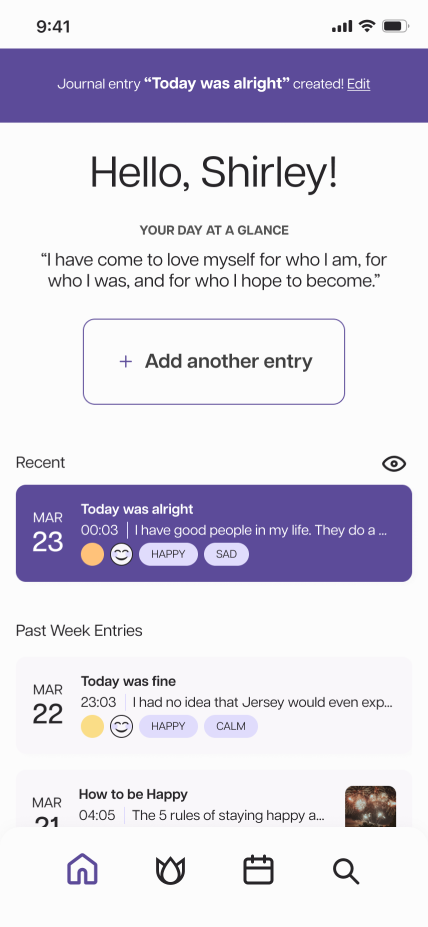 9:41
Journal entry “Today was alright” created! Edit
Hello, Shirley!
YOUR DAY AT A GLANCE
“I have come to love myself for who I am, for
who I was, and for who I hope to become.”
+ Add another entry
Recent
MAR
23
Today was alright
00:03 | I have good people in my life. They do a ...
HAPPY SAD
Past Week Entries
MAR
22
Today was fine
23:03 | I had no idea that Jersey would even exp...
HAPPY CALM
MAR
21
How to be Happy
04:05 | The 5 rules of staying happy a...